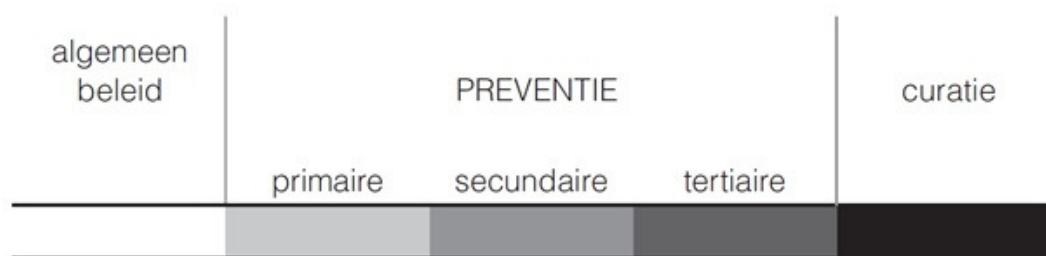 algemeen
beleid
PREVENTIE
curatie
primaire secundaire tertiaire